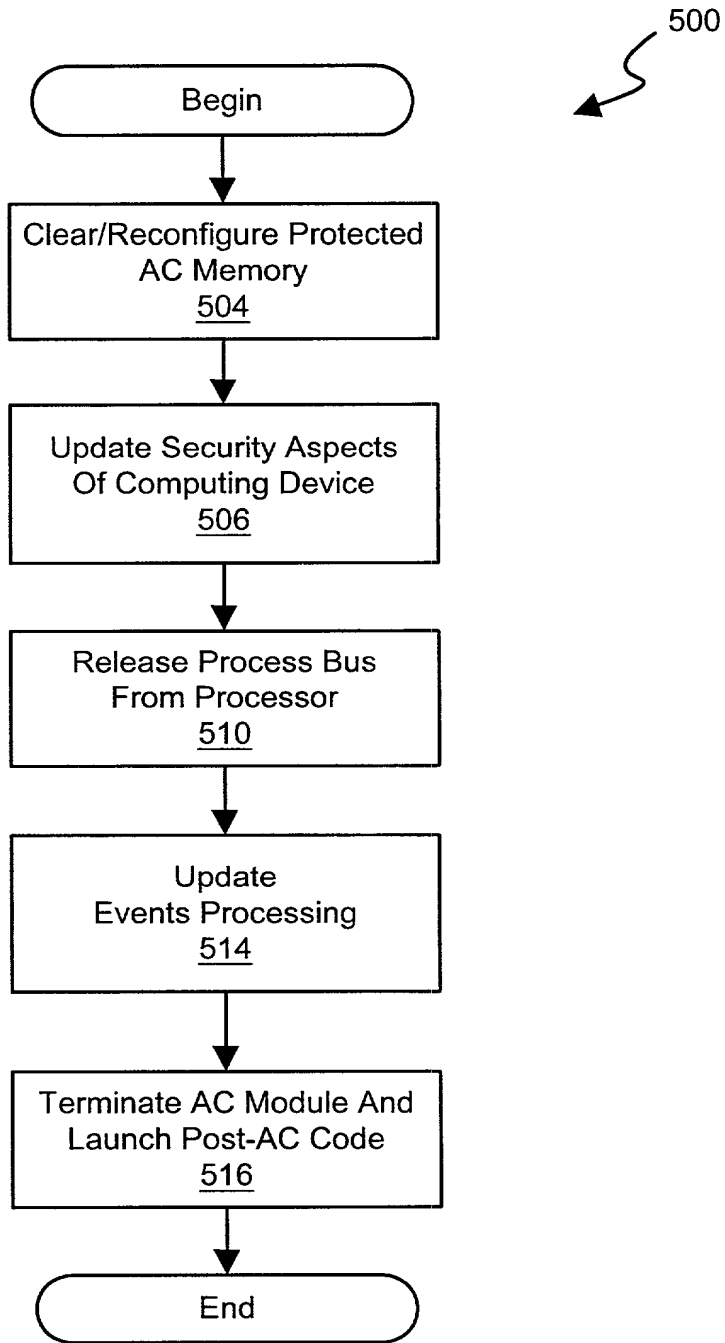 500
Begin
Clear/Reconfigure Protected
AC Memory
504
Update Security Aspects
Of Computing Device
506
Release Process Bus
From Processor
510
Update
Events Processing
514
Terminate AC Module And
Launch Post-AC Code
516
End